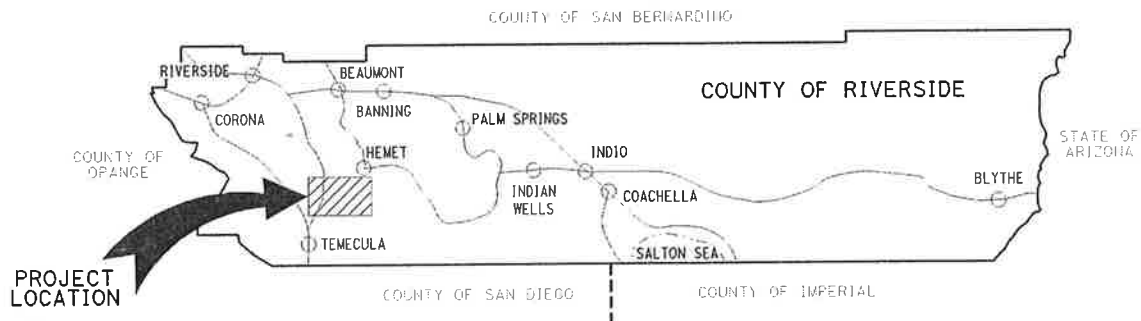 COUNTY OF SAN BERNARDINO
RIVERSIDE
BEAUMONT
COUNTY OF RIVERSIDE
BANNING
CORONA
PALM SPRINGS
STATE OF
ARIZONA
COUNTY OF
ORANGE
HEMET
INDIO
BLYTHE
INDIAN
WELLS
COACHELLA
TEMECULA
SALTON SEA
PROJECT
LOCATION
COUNTY OF SAN DIEGO
COUNTY OF IMPERIAL